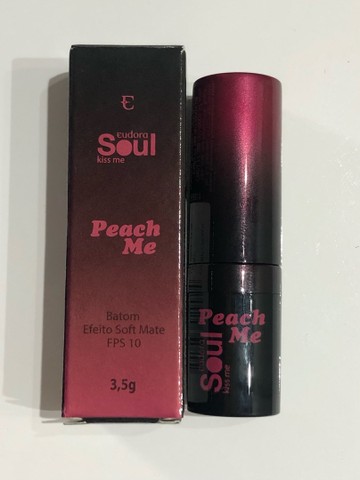 E
eudora
Soul
kiss me
Peach
Me
Batom
Efeito Soft Mate
FPS 10
3,5g
Peach
Me
eudora
Soul
kiss me